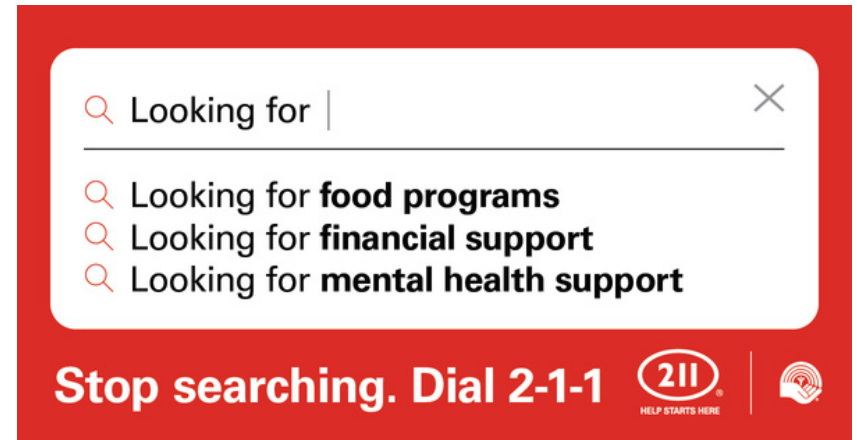 Looking for
Looking for food programs
Looking for financial support
Looking for mental health support
Stop searching. Dial 2-1-1
211
HELP STARTS HERE